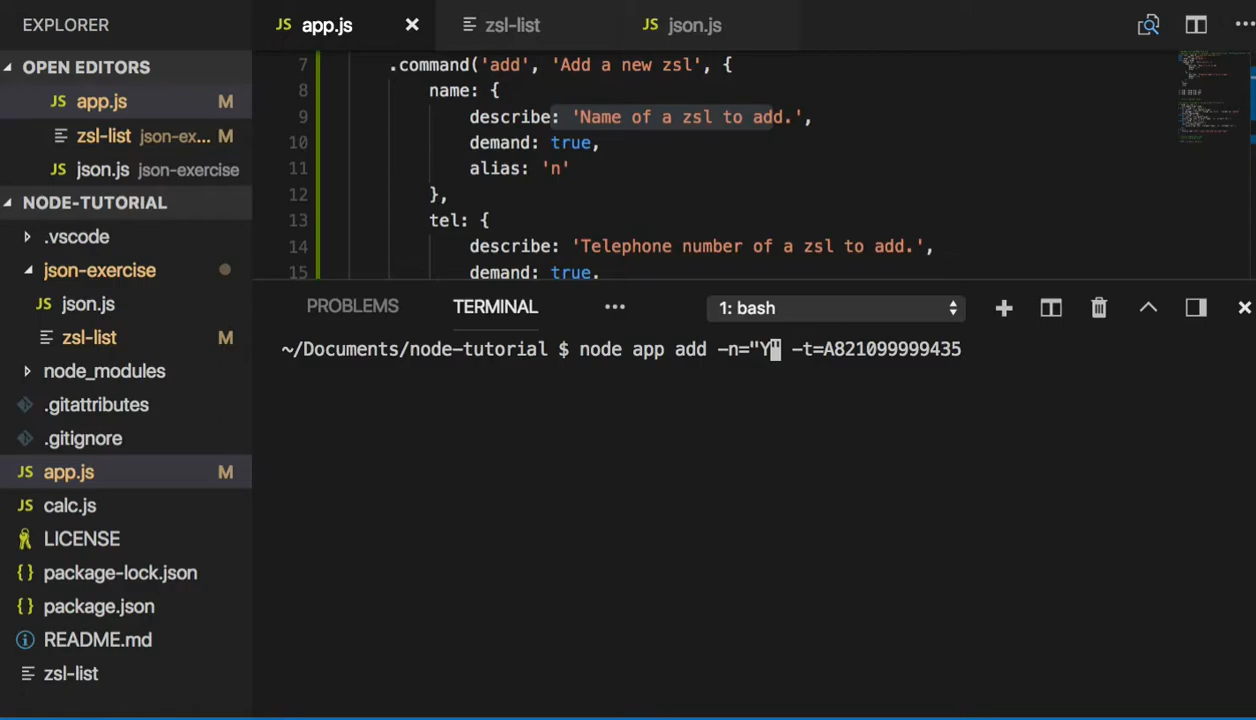 EXPLORER
OPEN EDITORS
JS app.js M
zsl-list json-ex... M
JS json.js json-exercise
NODE-TUTORIAL
.vscode
json-exercise
JS json.js
zsl-list M
node_modules
.gitattributes
.gitignore
JS app.js M
JS calc.js
LICENSE
{} package-lock.json
{} package.json
README.md
zsl-list
JS app.js
zsl-list
JS json.js
7 .command('add', 'Add a new zsl', {
8 name: {
9 describe: 'Name of a zsl to add.',
10 demand: true,
11 alias: 'n'
12 },
13 tel: {
14 describe: 'Telephone number of a zsl to add.',
15 demand: true,
PROBLEMS TERMINAL ... 1: bash
~/Documents/node-tutorial $ node app add -n="Y" -t=A821099999435